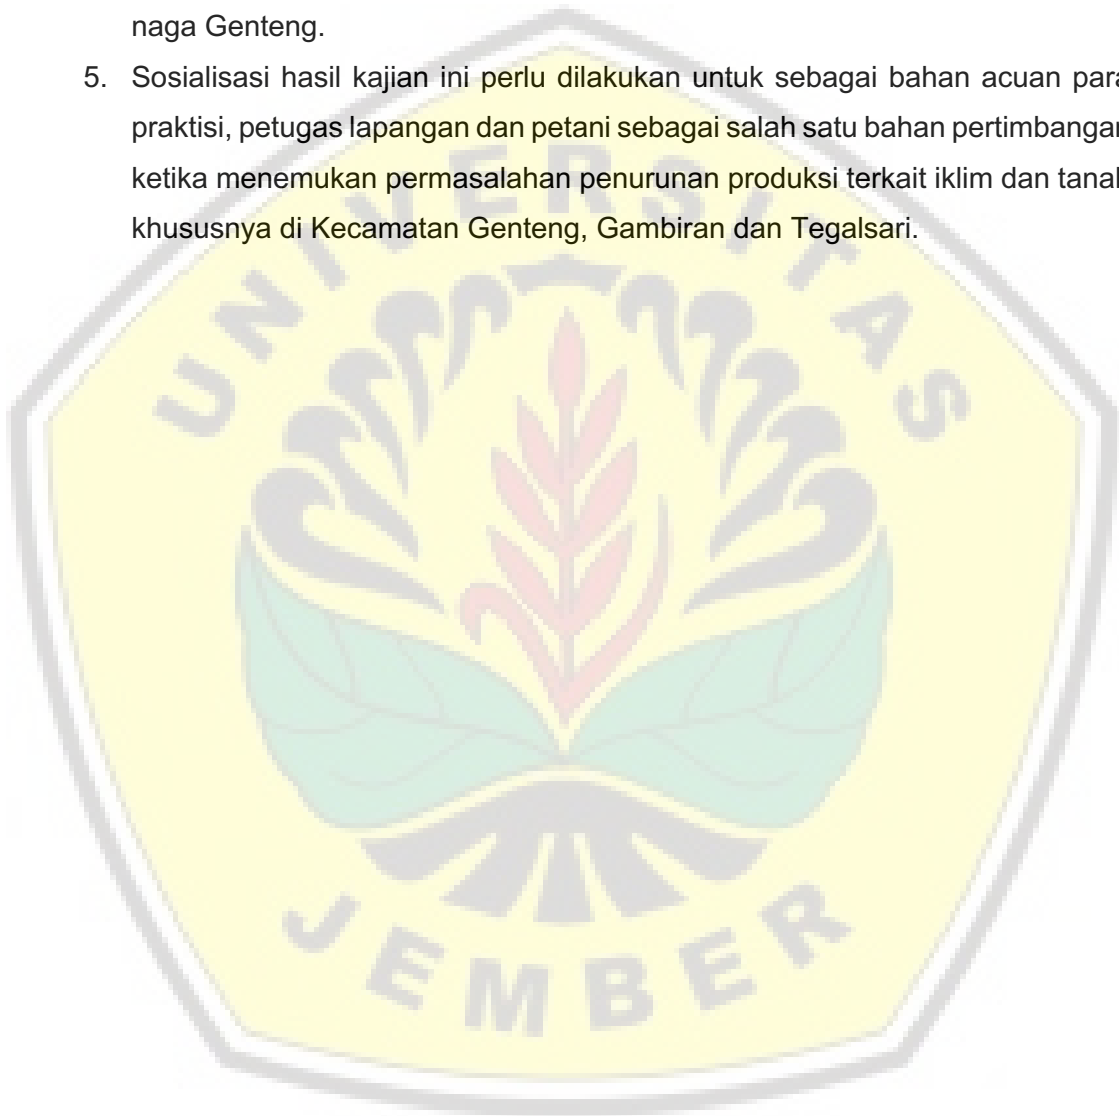 naga Genteng.
5. Sosialisasi hasil kajian ini perlu dilakukan untuk sebagai bahan acuan para
praktisi, petugas lapangan dan petani sebagai salah satu bahan pertimbangan
ketika menemukan permasalahan penurunan produksi terkait iklim dan tanah
khususnya di Kecamatan Genteng, Gambiran dan Tegalsari.
UNIVERSITAS
JEMBER